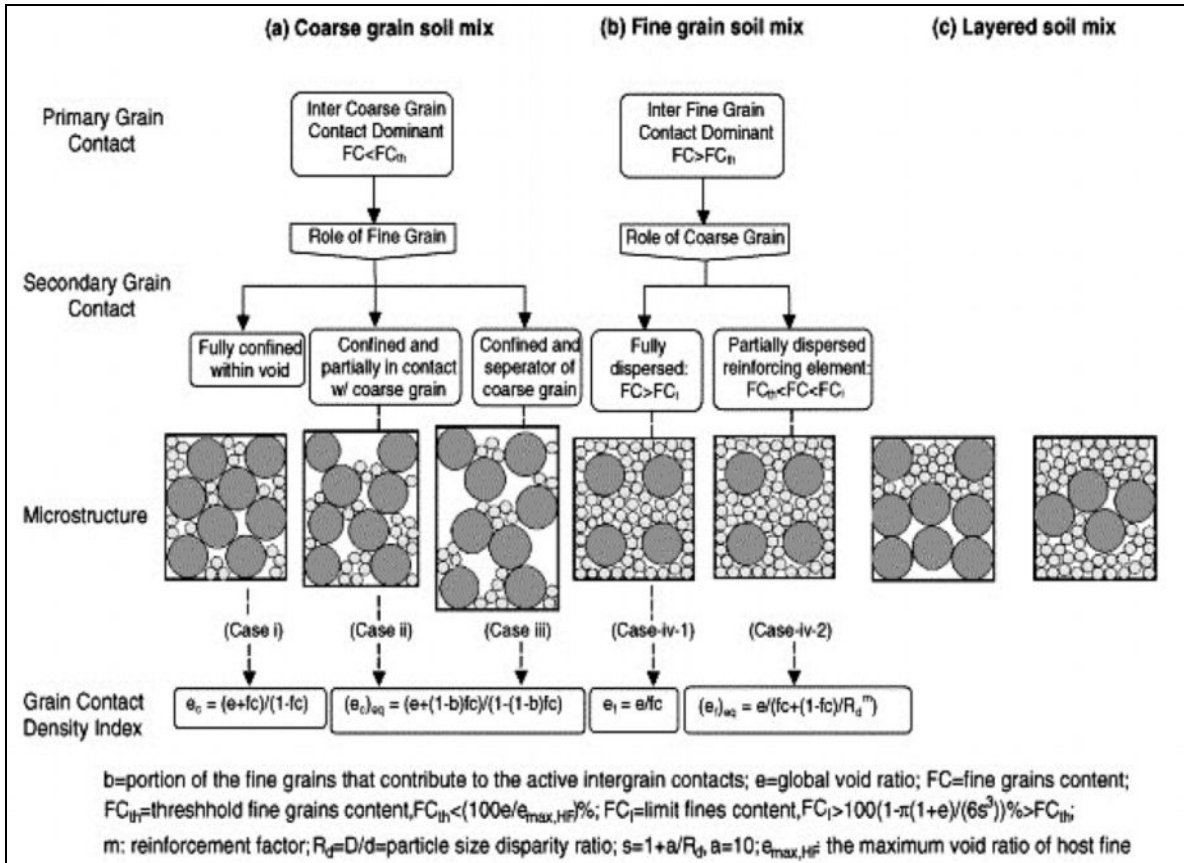 (a) Coarse grain soil mix
(b) Fine grain soil mix
(c) Layered soil mix
Primary Grain
Contact
Inter Coarse Grain
Contact Dominant
FC<FCth
Inter Fine Grain
Contact Dominant
FC>FCth
Role of Fine Grain
Role of Coarse Grain
Secondary Grain
Contact
Fully confined
within void
Confined and
partially in contact
w/ coarse grain
Confined and
seperator of
coarse grain
Fully
dispersed:
FC>FCl
Partially dispersed
reinforcing element:
FCth<FC<FCl
Microstructure
(Case i)
(Case ii)
(Case iii)
(Case-iv-1)
(Case-iv-2)
Grain Contact
Density Index
ec = (e+fc)/(1-fc)
(ec)eq = (e+(1-b)fc)/(1-(1-b)fc)
ef = e/fc
(ef)eq = e/(fc+(1-fc)/Rd^m)
b=portion of the fine grains that contribute to the active intergrain contacts; e=global void ratio; FC=fine grains content;
FCth=threshhold fine grains content,FCth<(100e/emax,HF)%; FCl=limit fines content,FCl>100(1-π(1+e)/(6s³))%>FCth;
m: reinforcement factor; Rd=D/d=particle size disparity ratio; s=1+a/Rd, a=10; emax,HF: the maximum void ratio of host fine